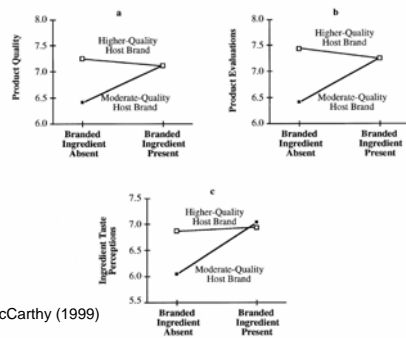 a
8.0
7.5
7.0
6.5
6.0
Product Quality
Higher-Quality
Host Brand
Moderate-Quality
Host Brand
Branded
Ingredient
Absent
Branded
Ingredient
Present
b
8.0
7.5
7.0
6.5
6.0
Product Evaluations
Higher-Quality
Host Brand
Moderate-Quality
Host Brand
Branded
Ingredient
Absent
Branded
Ingredient
Present
c
7.5
7.0
6.5
6.0
5.5
Ingredient Taste
Perceptions
Higher-Quality
Host Brand
Moderate-Quality
Host Brand
Branded
Ingredient
Absent
Branded
Ingredient
Present
cCarthy (1999)